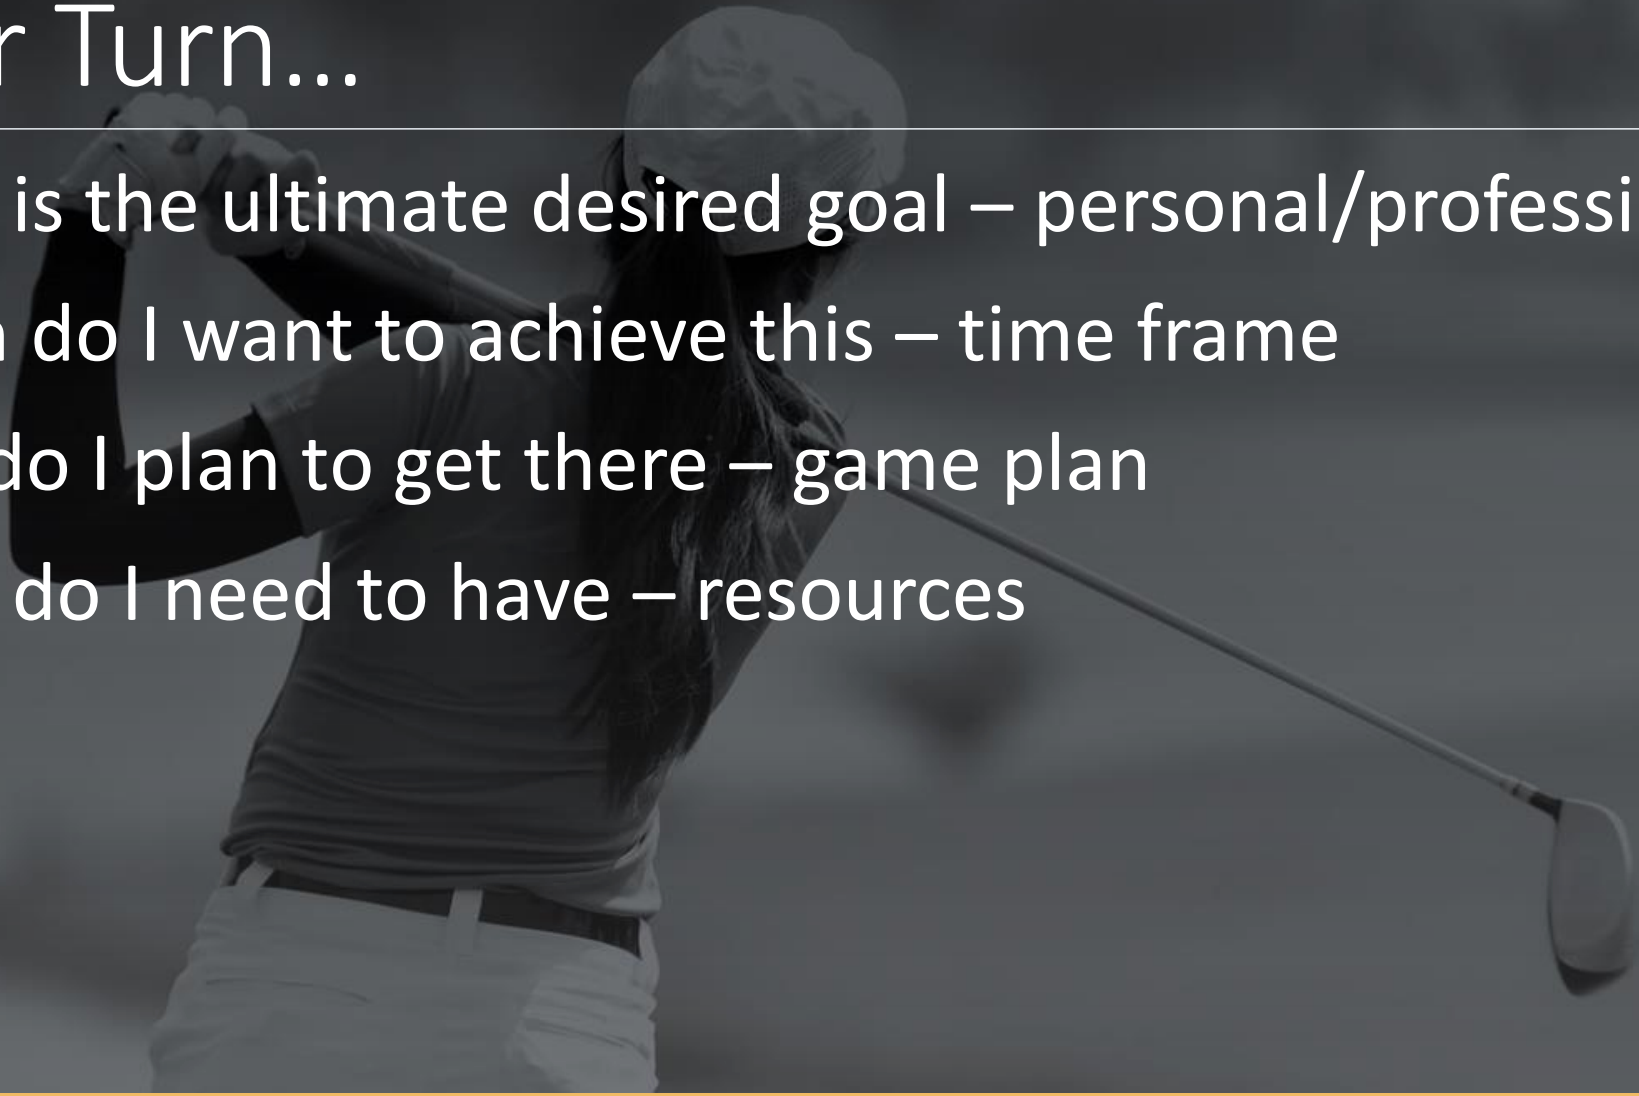 r Turn...
is the ultimate desired goal – personal/professi
do I want to achieve this – time frame
do I plan to get there – game plan
do I need to have – resources